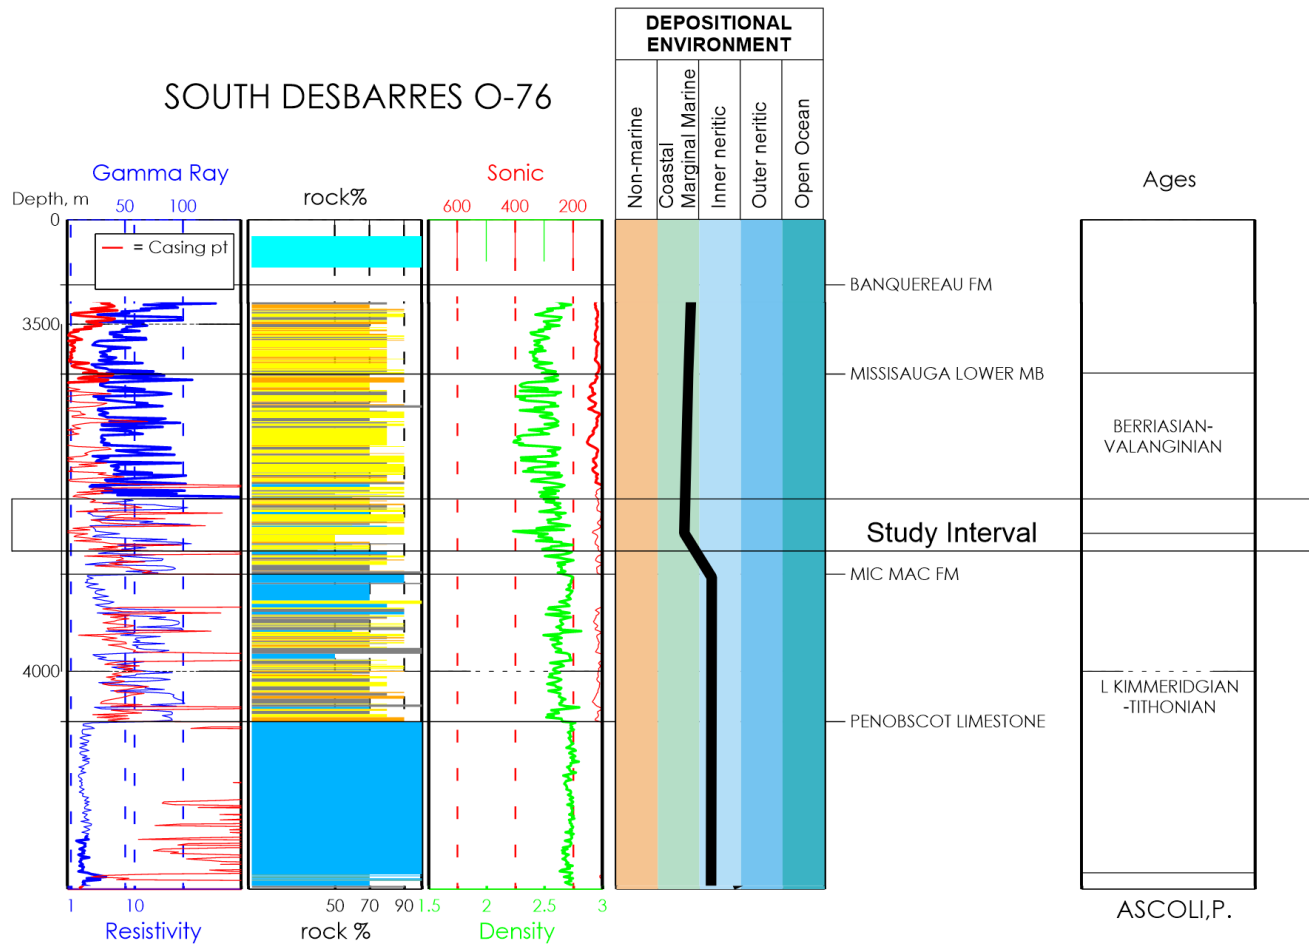 DEPOSITIONAL
ENVIRONMENT
SOUTH DESBARRES O-76
Non-marine
Coastal
Marginal Marine
Inner neritic
Outer neritic
Open Ocean
Gamma Ray
Sonic
Ages
Depth, m
50 100
rock%
600 400 200
0
= Casing pt
BANQUEREAU FM
3500
MISSISAUGA LOWER MB
BERRIASIAN-
VALANGINIAN
Study Interval
MIC MAC FM
4000
L KIMMERIDGIAN
-TITHONIAN
PENOBSCOT LIMESTONE
1 10
50 70 90
1.5 2 2.5 3
ASCOLI,P.
Resistivity
rock %
Density